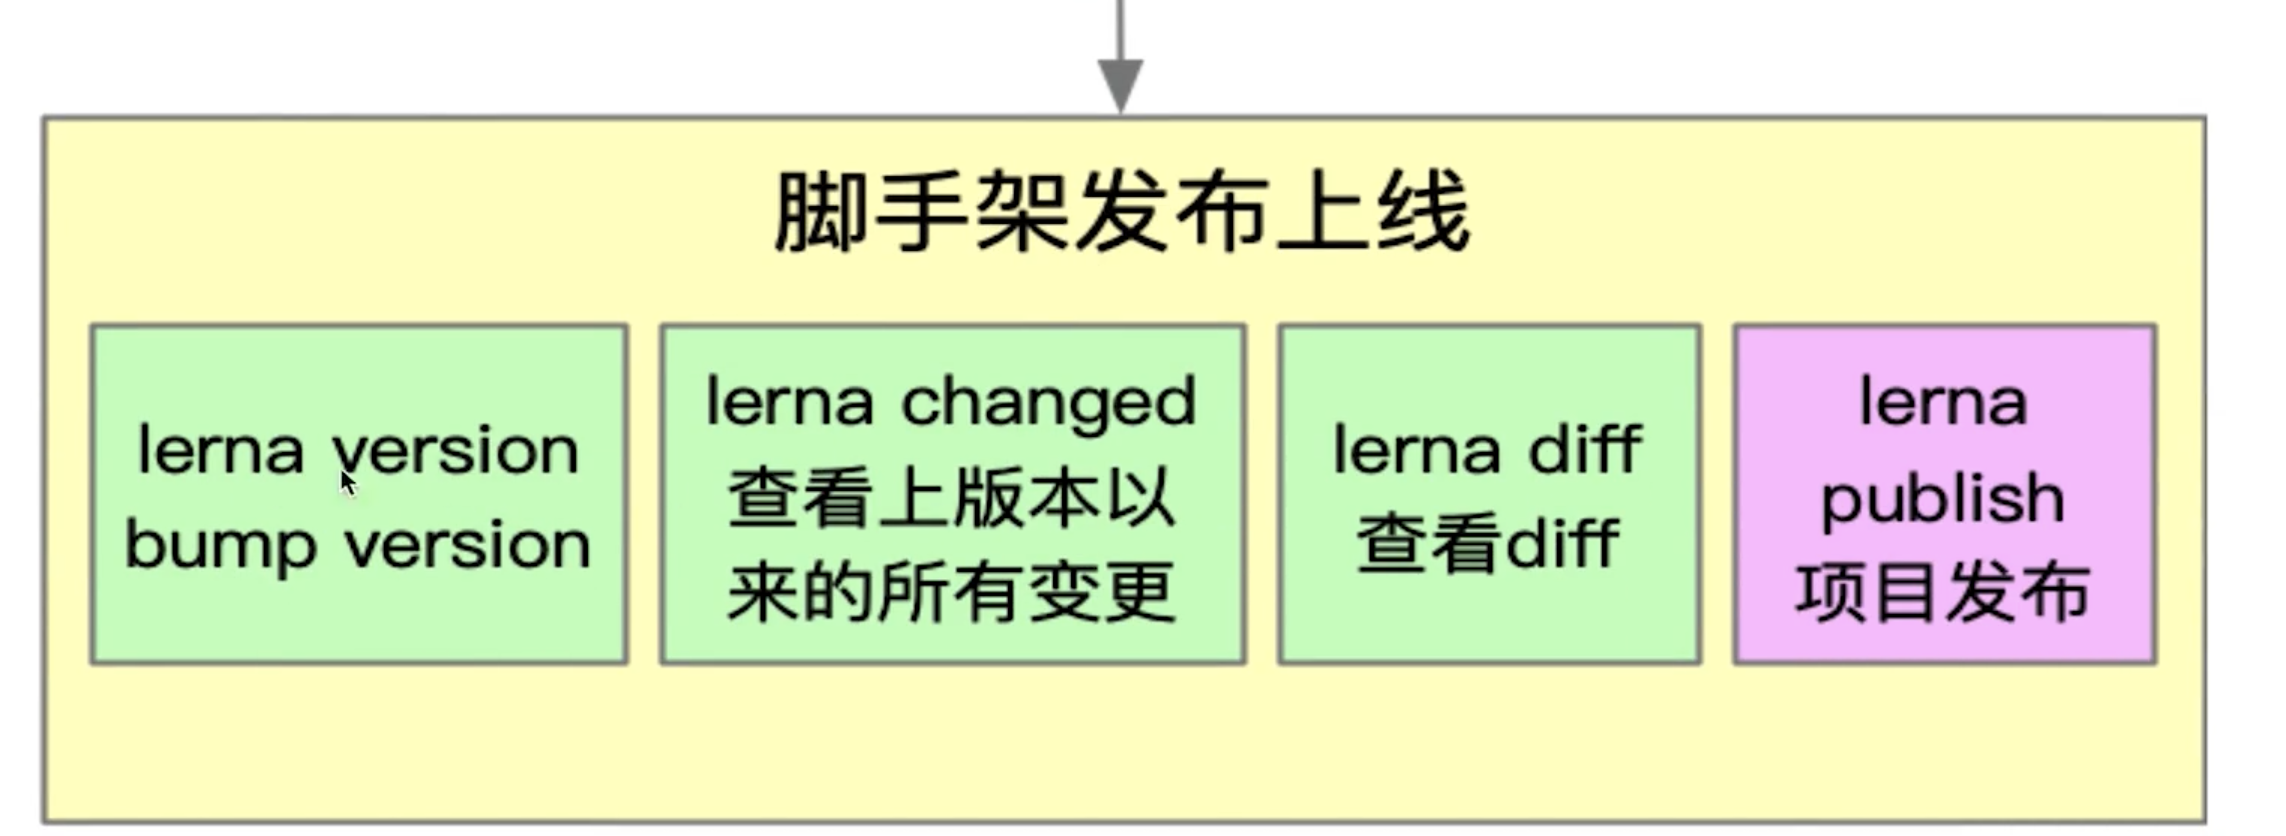 脚手架发布上线
lerna version
bump version
lerna changed
查看上版本以
来的所有变更
lerna diff
查看diff
lerna
publish
项目发布